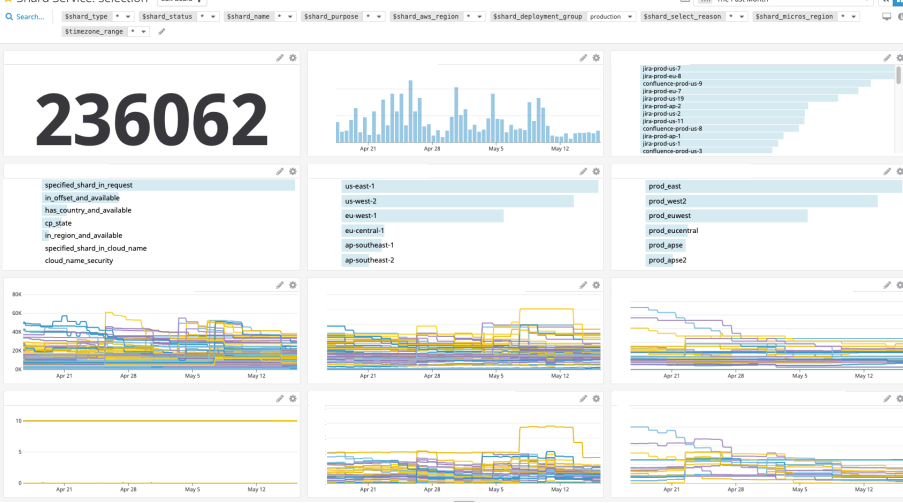 Shard Service: Selection
The Past Month
Search...
$shard_type * $shard_status * $shard_name * $shard_purpose * $shard_aws_region * $shard_deployment_group production $shard_select_reason * $shard_micros_region *
$timezone_range *
236062
Apr 21 Apr 28 May 5 May 12
jira-prod-us-7
jira-prod-eu-8
confluence-prod-us-9
jira-prod-eu-7
jira-prod-us-19
jira-prod-ap-2
jira-prod-us-2
jira-prod-us-11
confluence-prod-us-8
jira-prod-ap-1
jira-prod-us-1
confluence-prod-us-3
specified_shard_in_request
in_offset_and_available
has_country_and_available
cp_state
in_region_and_available
specified_shard_in_cloud_name
cloud_name_security
us-east-1
us-west-2
eu-west-1
eu-central-1
ap-southeast-1
ap-southeast-2
prod_east
prod_west2
prod_euwest
prod_eucentral
prod_apse
prod_apse2
80K
60K
40K
20K
0K
Apr 21 Apr 28 May 5 May 12
Apr 21 Apr 28 May 5 May 12
Apr 21 Apr 28 May 5 May 12
10
5
0
Apr 21 Apr 28 May 5 May 12
Apr 21 Apr 28 May 5 May 12
Apr 21 Apr 28 May 5 May 12